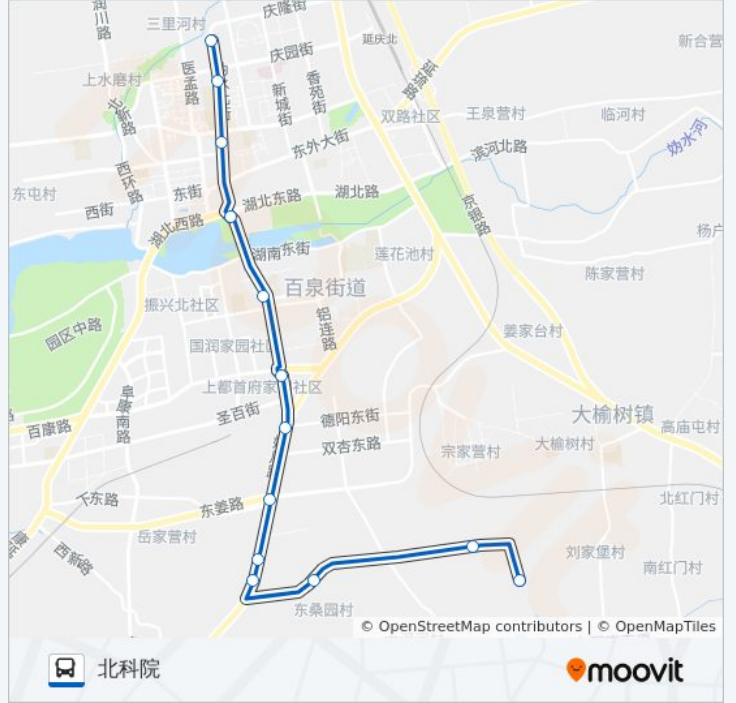 庆隆街
润川路
三里河村
延庆北
新合营
庆园街
上水磨村
医孟路
香苑街
新城街
延琉路
北新路
双路社区
王泉营村
临河村
妫水河
东外大街
滨河北路
西环路
东屯村
东街
湖北东路
湖北路
西街
湖北西路
京银路
杨户
湖南东街
莲花池村
陈家营村
百泉街道
振兴北社区
园区中路
铝连路
姜家台村
国润家园社区
上都首府家园社区
阜康南路
圣百街
德阳东街
大榆树镇
百康路
高庙屯村
双杏东路
宗家营村
大榆树村
东姜路
北红门村
岳家营村
西新路
刘家堡村
南红门村
东桑园村
© OpenStreetMap contributors | © OpenMapTiles
北科院
moovit